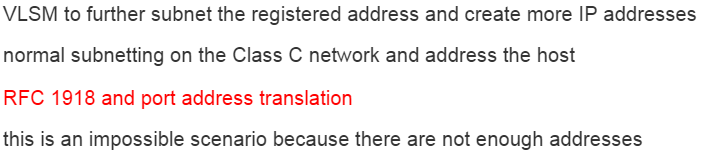 VLSM to further subnet the registered address and create more IP addresses
normal subnetting on the Class C network and address the host
RFC 1918 and port address translation
this is an impossible scenario because there are not enough addresses